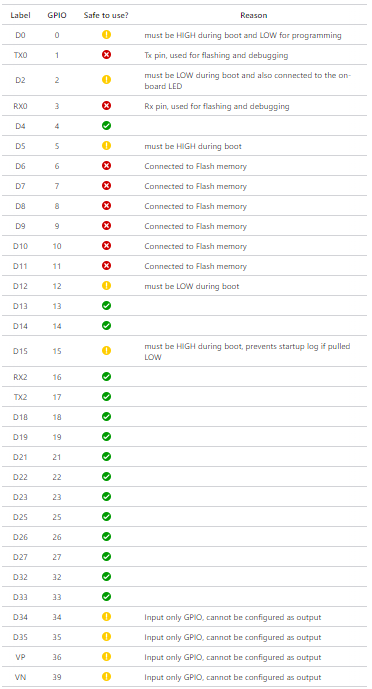 Label GPIO Safe to use? Reason
D0 0 must be HIGH during boot and LOW for programming
TX0 1 Tx pin, used for flashing and debugging
D2 2 must be LOW during boot and also connected to the on-
board LED
RX0 3 Rx pin, used for flashing and debugging
D4 4
D5 5 must be HIGH during boot
D6 6 Connected to Flash memory
D7 7 Connected to Flash memory
D8 8 Connected to Flash memory
D9 9 Connected to Flash memory
D10 10 Connected to Flash memory
D11 11 Connected to Flash memory
D12 12 must be LOW during boot
D13 13
D14 14
D15 15 must be HIGH during boot, prevents startup log if pulled
LOW
RX2 16
TX2 17
D18 18
D19 19
D21 21
D22 22
D23 23
D25 25
D26 26
D27 27
D32 32
D33 33
D34 34 Input only GPIO, cannot be configured as output
D35 35 Input only GPIO, cannot be configured as output
VP 36 Input only GPIO, cannot be configured as output
VN 39 Input only GPIO, cannot be configured as output